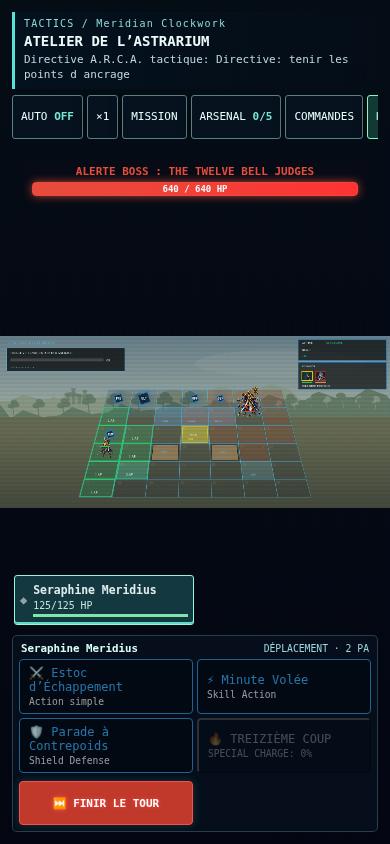 TACTICS / Meridian Clockwork
ATELIER DE L’ASTRARIUM
Directive A.R.C.A. tactique: Directive: tenir les
points d ancrage
AUTO OFF
×1
MISSION
ARSENAL 0/5
COMMANDES
ALERTE BOSS : THE TWELVE BELL JUDGES
640 / 640 HP
Seraphine Meridius
125/125 HP
Seraphine Meridius
DÉPLACEMENT · 2 PA
Estoc
d’Échappement
Action simple
Minute Volée
Skill Action
Parade à
Contrepoids
Shield Defense
TREIZIÈME COUP
SPECIAL CHARGE: 0%
FINIR LE TOUR